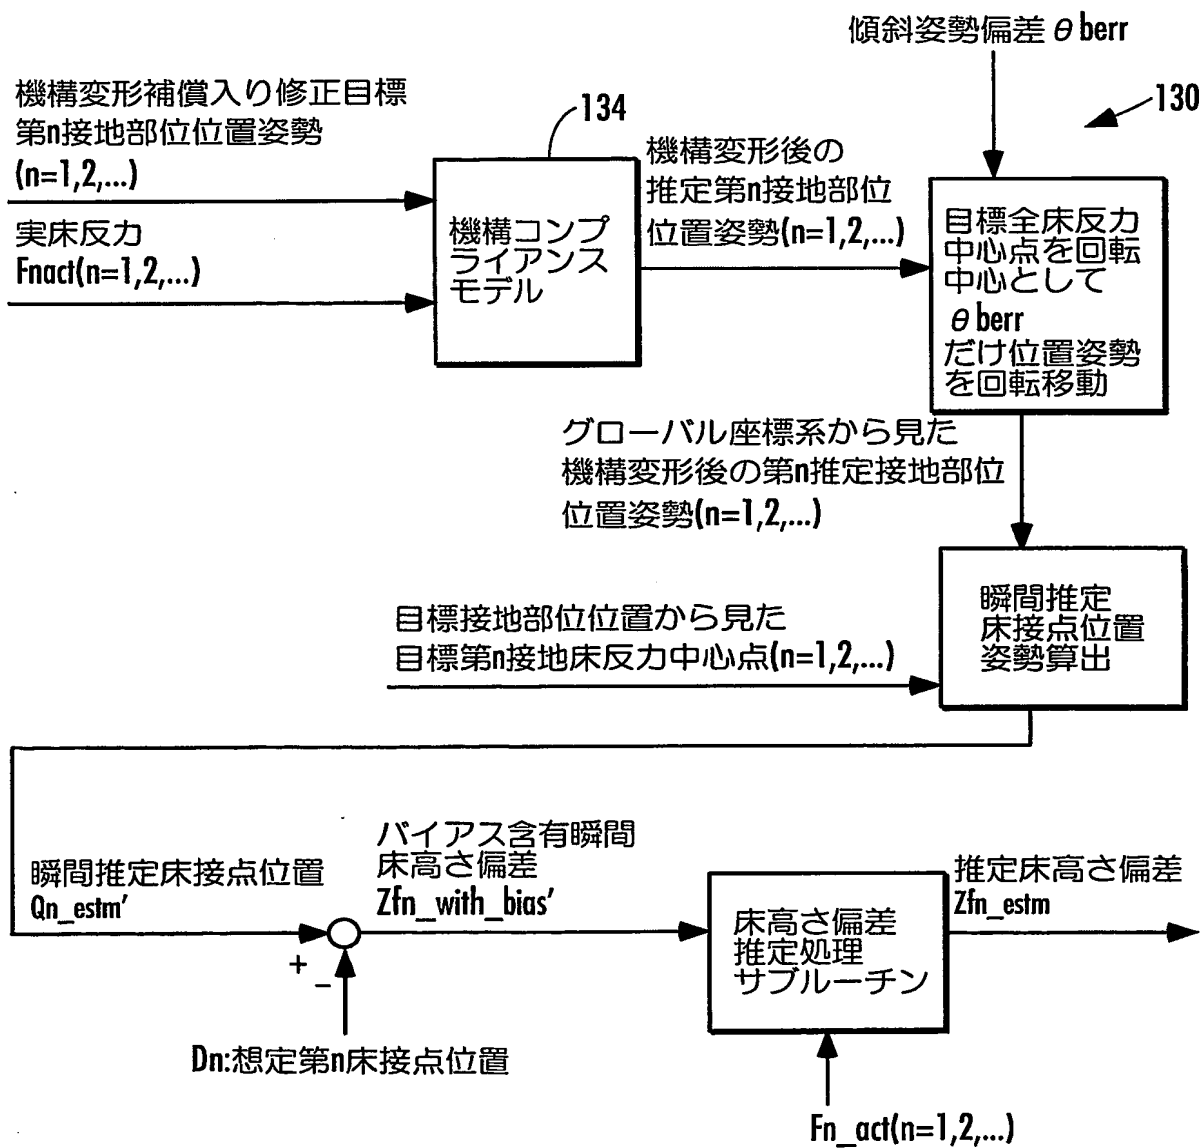 傾斜姿勢偏差θberr
130
機構変形補償入り修正目標
第n接地部位位置姿勢
(n=1,2,...)
実床反力
Fnact(n=1,2,...)
134
機構コンプ
ライアンス
モデル
機構変形後の
推定第n接地部位
位置姿勢(n=1,2,...)
目標全床反力
中心点を回転
中心として
θberr
だけ位置姿勢
を回転移動
グローバル座標系から見た
機構変形後の第n推定接地部位
位置姿勢(n=1,2,...)
目標接地部位位置から見た
目標第n接地床反力中心点(n=1,2,...)
瞬間推定
床接点位置
姿勢算出
瞬間推定床接点位置
Qn_estm'
+
-
Dn:想定第n床接点位置
バイアス含有瞬間
床高さ偏差
Zfn_with_bias'
床高さ偏差
推定処理
サブルーチン
推定床高さ偏差
Zfn_estm
Fn_act(n=1,2,...)